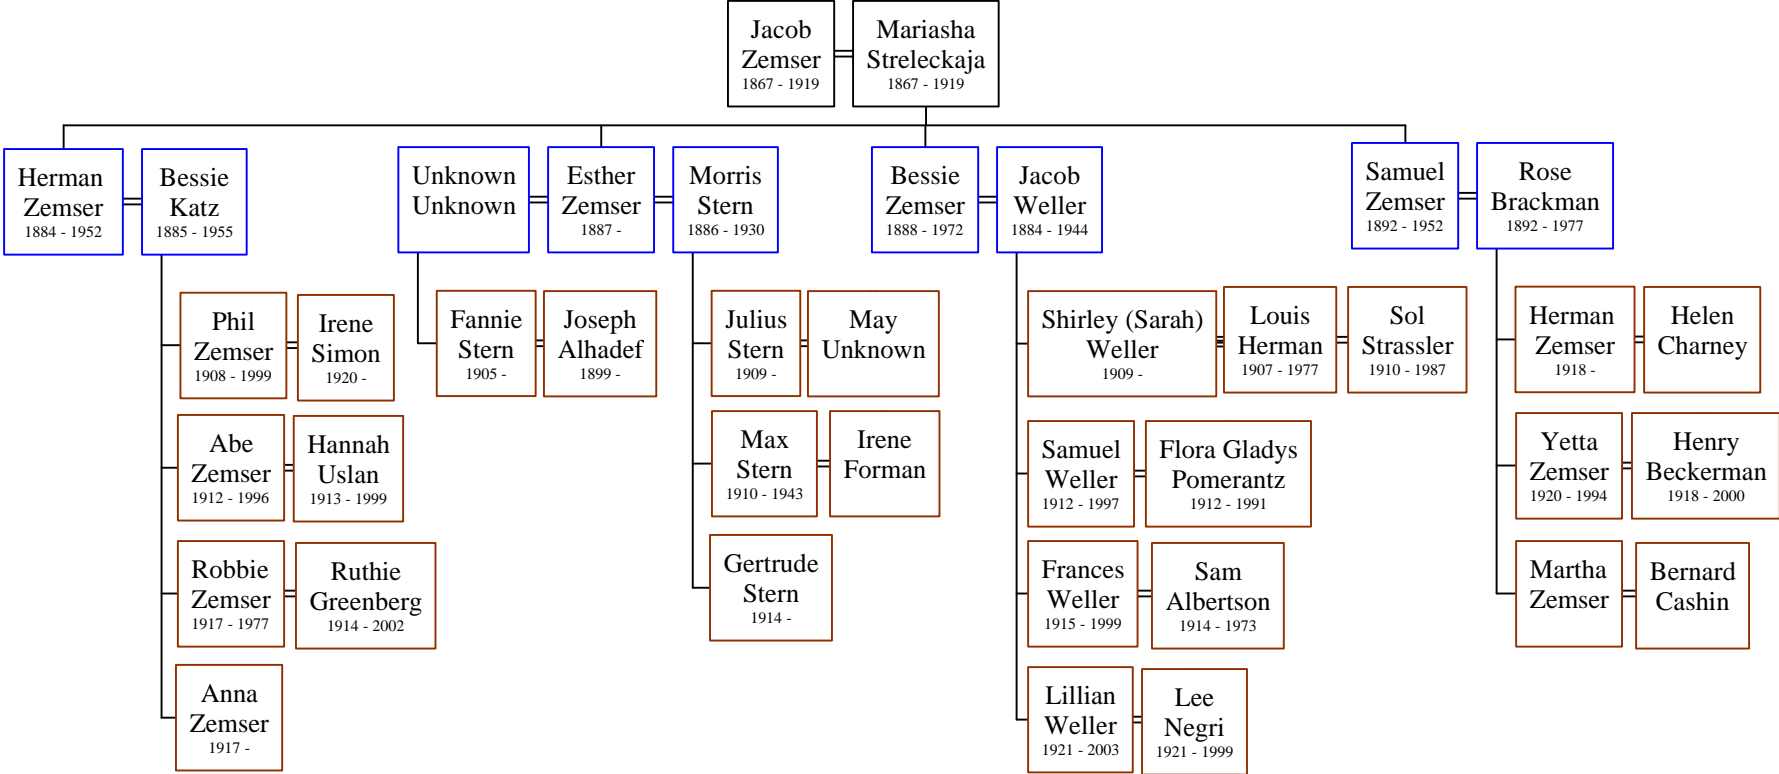 Jacob
Zemser
1867 - 1919
Mariasha
Streleckaja
1867 - 1919
Herman
Zemser
1884 - 1952
Bessie
Katz
1885 - 1955
Unknown
Unknown
Esther
Zemser
1887 -
Morris
Stern
1886 - 1930
Bessie
Zemser
1888 - 1972
Jacob
Weller
1884 - 1944
Samuel
Zemser
1892 - 1952
Rose
Brackman
1892 - 1977
Phil
Zemser
1908 - 1999
Irene
Simon
1920 -
Fannie
Stern
1905 -
Joseph
Alhadef
1899 -
Julius
Stern
1909 -
May
Unknown
Shirley (Sarah)
Weller
1909 -
Louis
Herman
1907 - 1977
Sol
Strassler
1910 - 1987
Herman
Zemser
1918 -
Helen
Charney
Abe
Zemser
1912 - 1996
Hannah
Uslan
1913 - 1999
Max
Stern
1910 - 1943
Irene
Forman
Samuel
Weller
1912 - 1997
Flora Gladys
Pomerantz
1912 - 1991
Yetta
Zemser
1920 - 1994
Henry
Beckerman
1918 - 2000
Robbie
Zemser
1917 - 1977
Ruthie
Greenberg
1914 - 2002
Gertrude
Stern
1914 -
Frances
Weller
1915 - 1999
Sam
Albertson
1914 - 1973
Martha
Zemser
Bernard
Cashin
Anna
Zemser
1917 -
Lillian
Weller
1921 - 2003
Lee
Negri
1921 - 1999